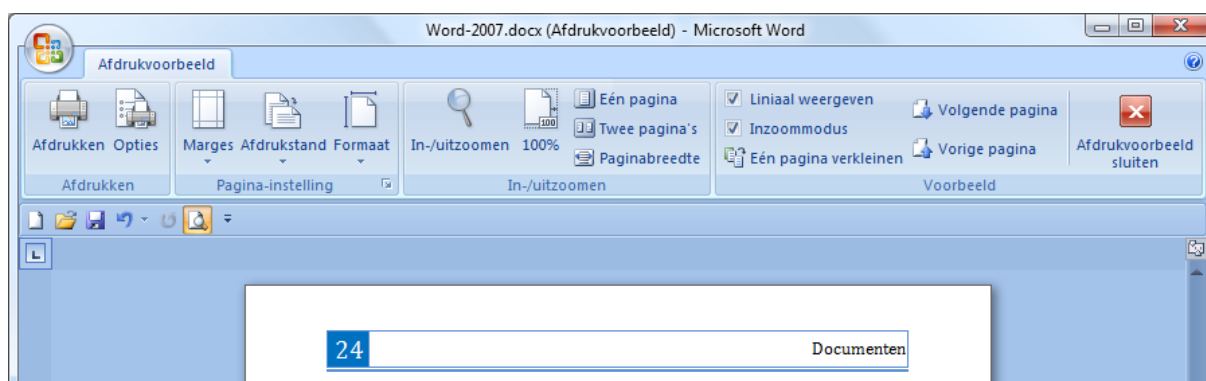 Word-2007.docx (Afdrukvoorbeeld) - Microsoft Word
Afdrukvoorbeeld
Afdrukken Opties
Marges Afdrukstand Formaat
In-/uitzoomen 100%
100
Eén pagina
Twee pagina's
Paginabreedte
Liniaal weergeven
Inzoommodus
Eén pagina verkleinen
Volgende pagina
Vorige pagina
Afdrukvoorbeeld
sluiten
Afdrukken
Pagina-instelling
In-/uitzoomen
Voorbeeld
24 Documenten